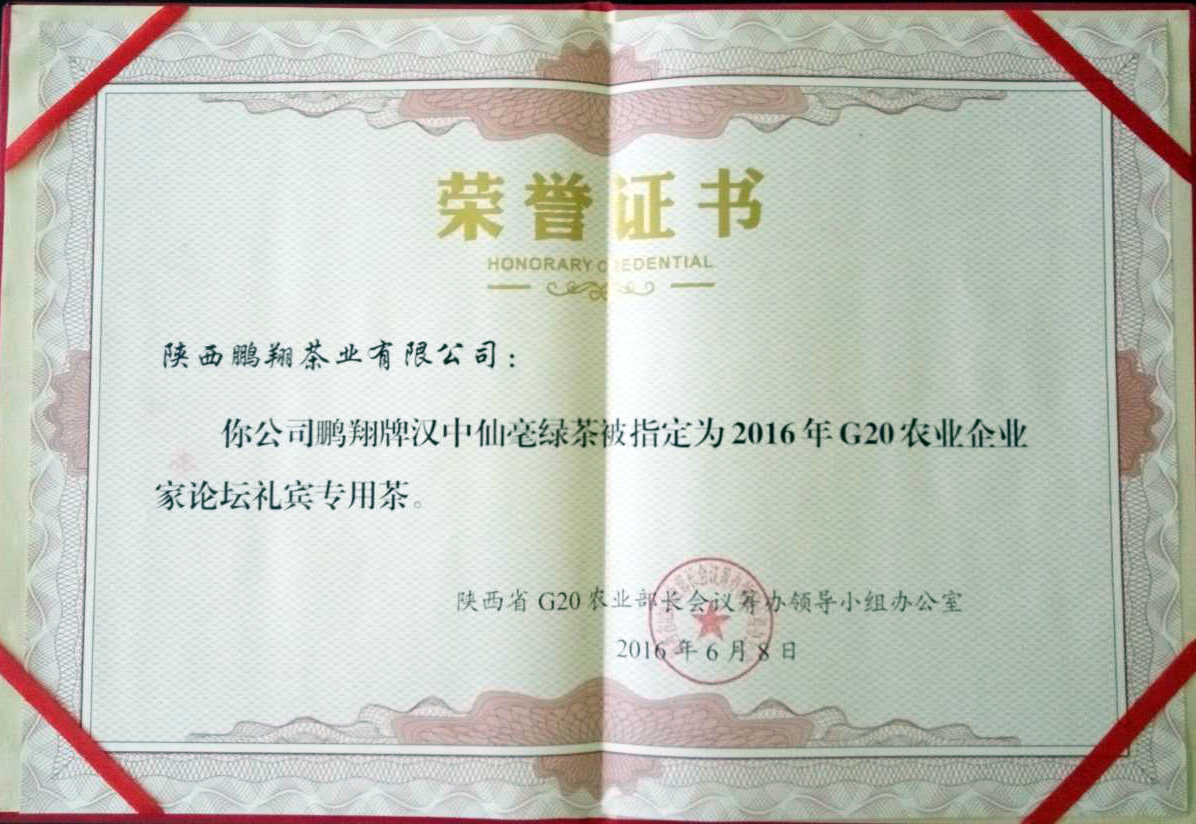 荣誉证书
HONORARY CREDENTIAL
陕西鹏翔茶业有限公司：
你公司鹏翔牌汉中仙毫绿茶被指定为2016年G20农业企业
家论坛礼宾专用茶。
陕西省G20农业部长会议筹办领导小组办公室
2016年6月8日